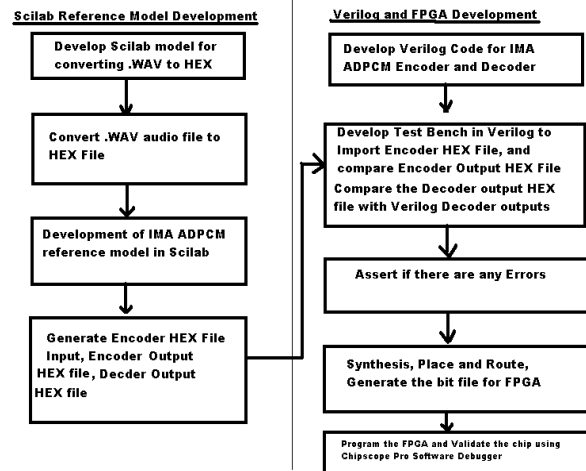 Scilab Reference Model Development
Develop Scilab model for
converting .WAV to HEX
Convert .WAV audio file to
HEX File
Development of IMA ADPCM
reference model in Scilab
Generate Encoder HEX File
Input, Encoder Output
HEX file, Decder Output
HEX file
Verilog and FPGA Development
Develop Verilog Code for IMA
ADPCM Encoder and Decoder
Develop Test Bench in Verilog to
Import Encoder HEX File, and
compare Encoder Output HEX File
Compare the Decoder output HEX
file with Verilog Decoder outputs
Assert if there are any Errors
Synthesis, Place and Route,
Generate the bit file for FPGA
Program the FPGA and Validate the chip using
Chipscope Pro Software Debugger